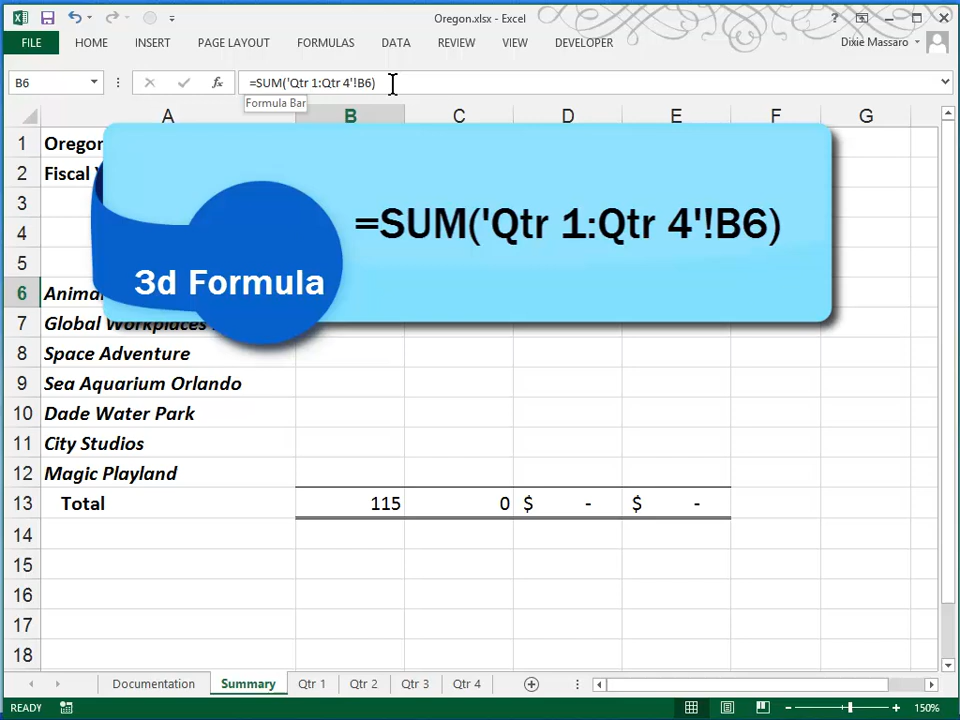 Oregon.xlsx - Excel
?
FILE HOME INSERT PAGE LAYOUT FORMULAS DATA REVIEW VIEW DEVELOPER Dixie Massaro
B6 fx =SUM('Qtr 1:Qtr 4'!B6)
Formula Bar
A B C D E F G
1 Oregon
2 Fiscal
3
4
5
=SUM('Qtr 1:Qtr 4'!B6)
3d Formula
6 Animal
7 Global Workplaces
8 Space Adventure
9 Sea Aquarium Orlando
10 Dade Water Park
11 City Studios
12 Magic Playland
13 Total 115 0 $ - $ -
14
15
16
17
18
Documentation Summary Qtr 1 Qtr 2 Qtr 3 Qtr 4
READY 150%